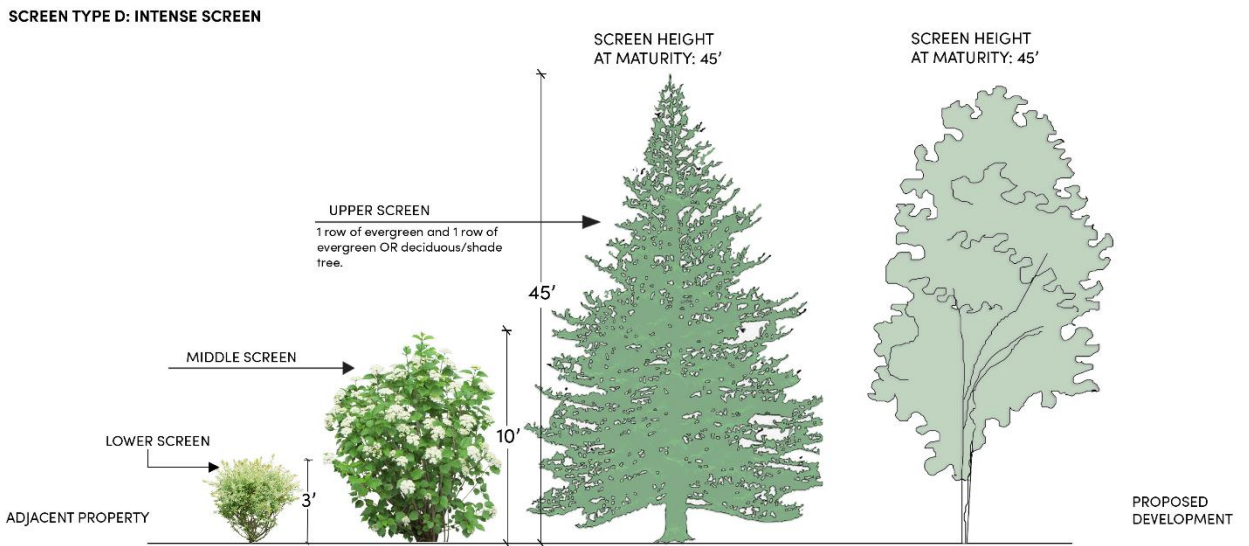 SCREEN TYPE D: INTENSE SCREEN
SCREEN HEIGHT
AT MATURITY: 45’
SCREEN HEIGHT
AT MATURITY: 45’
UPPER SCREEN
1 row of evergreen and 1 row of
evergreen OR deciduous/shade
tree.
45’
MIDDLE SCREEN
10’
LOWER SCREEN
3’
ADJACENT PROPERTY
PROPOSED
DEVELOPMENT